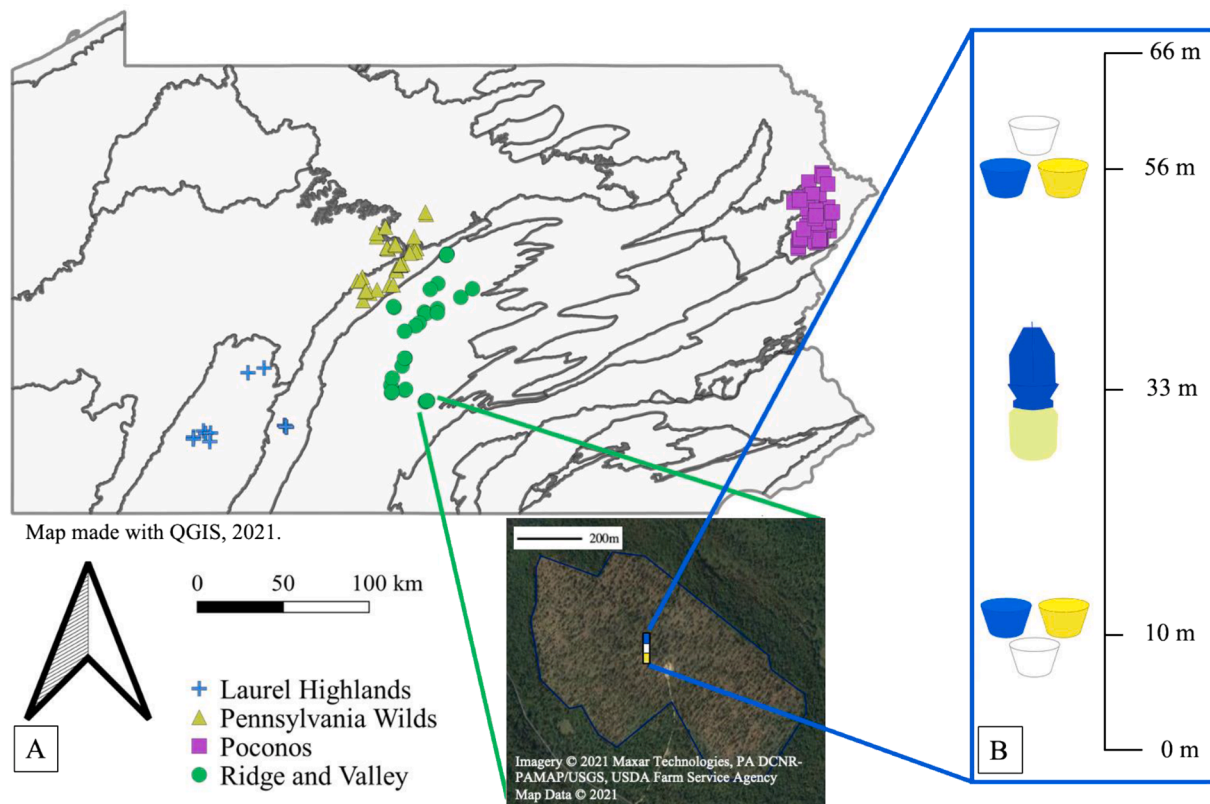 Map made with QGIS, 2021.
0 50 100 km
Laurel Highlands
Pennsylvania Wilds
Poconos
Ridge and Valley
A
200m
Imagery © 2021 Maxar Technologies, PA DCNR-
PAMAP/USGS, USDA Farm Service Agency
Map Data © 2021
66 m
56 m
33 m
10 m
0 m
B